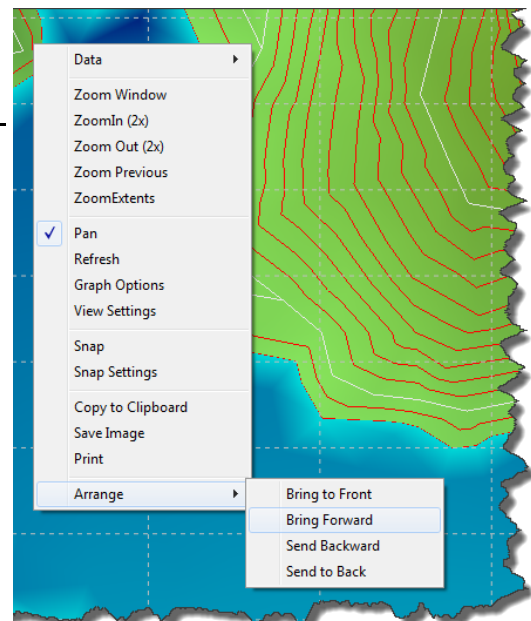 Data
Zoom Window
ZoomIn (2x)
Zoom Out (2x)
Zoom Previous
ZoomExtents
Pan
Refresh
Graph Options
View Settings
Snap
Snap Settings
Copy to Clipboard
Save Image
Print
Arrange
Bring to Front
Bring Forward
Send Backward
Send to Back